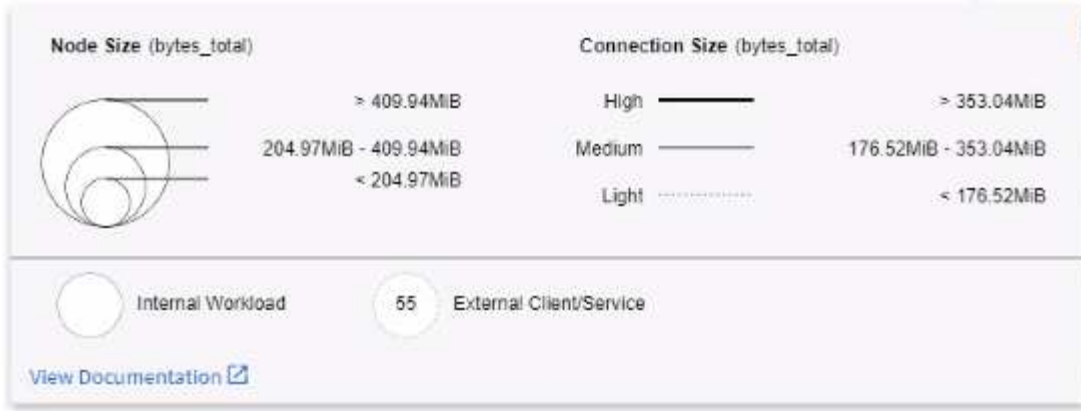 Node Size (bytes_total)
Connection Size (bytes_total)
> 409.94MiB
204.97MiB - 409.94MiB
< 204.97MiB
High
> 353.04MiB
Medium
176.52MiB - 353.04MiB
Light
< 176.52MiB
Internal Workload
55 External Client/Service
View Documentation